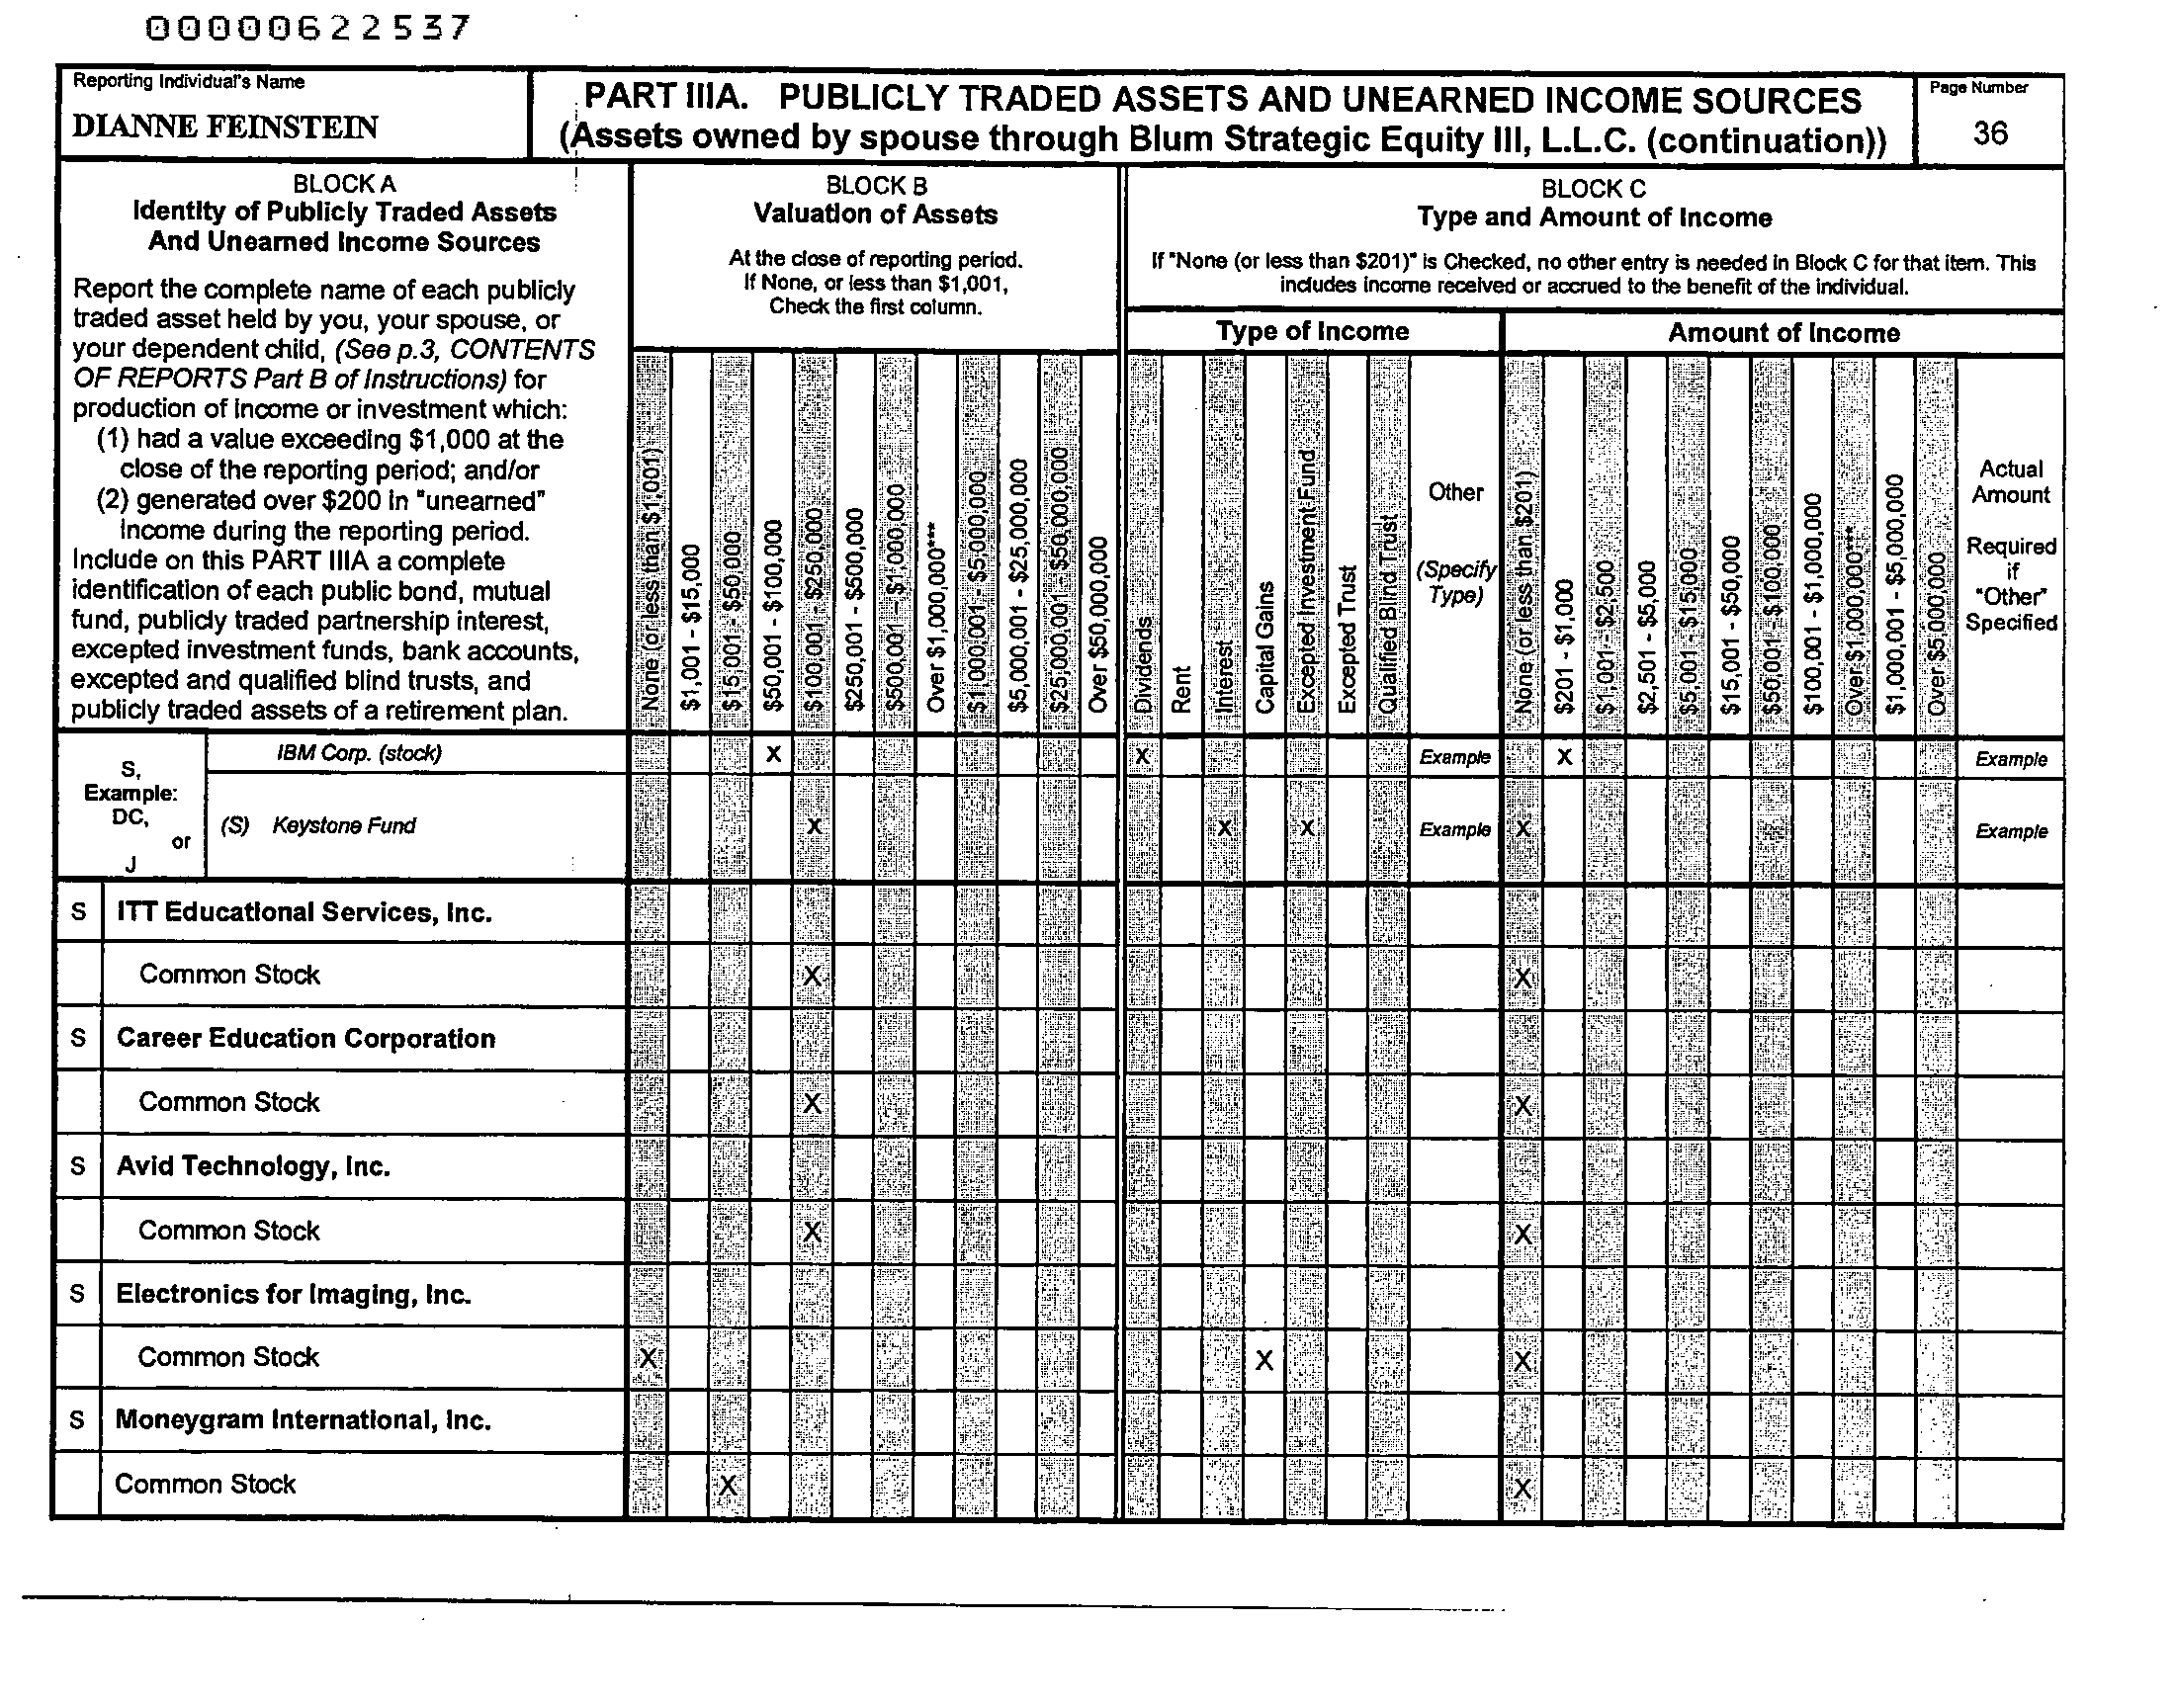 00000622537
Reporting Individual's Name
DIANNE FEINSTEIN
PART IIIA. PUBLICLY TRADED ASSETS AND UNEARNED INCOME SOURCES
(Assets owned by spouse through Blum Strategic Equity III, L.L.C. (continuation))
Page Number
36
BLOCK A
Identity of Publicly Traded Assets
And Unearned Income Sources
Report the complete name of each publicly
traded asset held by you, your spouse, or
your dependent child, (See p.3, CONTENTS
OF REPORTS Part B of Instructions) for
production of income or investment which:
(1) had a value exceeding $1,000 at the
close of the reporting period; and/or
(2) generated over $200 in "unearned"
income during the reporting period.
Include on this PART IIIA a complete
identification of each public bond, mutual
fund, publicly traded partnership interest,
excepted investment funds, bank accounts,
excepted and qualified blind trusts, and
publicly traded assets of a retirement plan.
BLOCK B
Valuation of Assets
At the close of reporting period.
If None, or less than $1,001,
Check the first column.
None (or less than $1,001)
$1,001 - $15,000
$15,001 - $50,000
$50,001 - $100,000
$100,001 - $250,000
$250,001 - $500,000
$500,001 - $1,000,000
Over $1,000,000***
$1,000,001 - $5,000,000
$5,000,001 - $25,000,000
$25,000,001 - $50,000,000
Over $50,000,000
BLOCK C
Type and Amount of Income
If "None (or less than $201)" is Checked, no other entry is needed in Block C for that item. This
includes income received or accrued to the benefit of the individual.
Type of Income
Dividends
Rent
Interest
Capital Gains
Excepted Investment Fund
Excepted Trust
Qualified Blind Trust
Other
(Specify
Type)
Amount of Income
None (or less than $201)
$201 - $1,000
$1,001 - $2,500
$2,501 - $5,000
$5,001 - $15,000
$15,001 - $50,000
$50,001 - $100,000
$100,001 - $1,000,000
Over $1,000,000***
$1,000,001 - $5,000,000
Over $5,000,000
Actual
Amount
Required
if
"Other"
Specified
S,
Example:
DC,
or
J
IBM Corp. (stock) X X Example X Example
(S) Keystone Fund X X X Example X Example
S ITT Educational Services, Inc.
Common Stock X X
S Career Education Corporation
Common Stock X X
S Avid Technology, Inc.
Common Stock X X
S Electronics for Imaging, Inc.
Common Stock X X X
S Moneygram International, Inc.
Common Stock X X